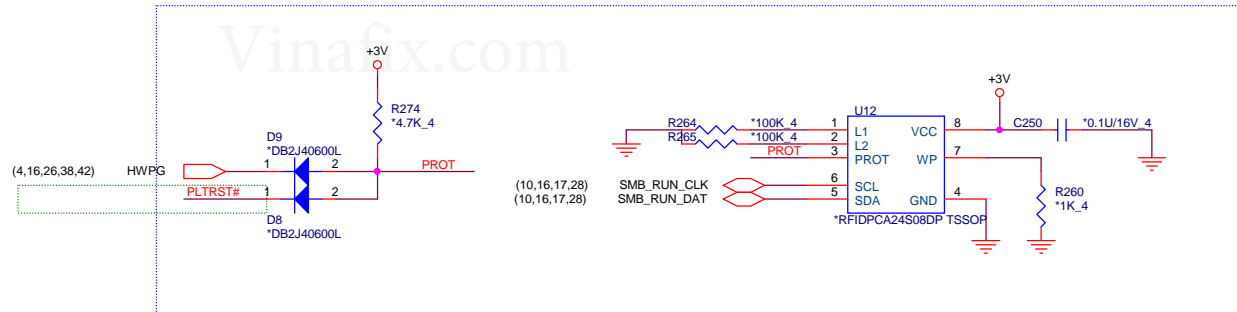 Vinafix.com
+3V
R274
*4.7K_4
D9
*DB2J40600L
(4,16,26,38,42) HWPG 1 2 PROT
PLTRST# 1 2
D8
*DB2J40600L
+3V
U12
R264 *100K_4 1 L1 VCC 8 C250 *0.1U/16V_4
R265 *100K_4 2 L2
PROT 3 PROT WP 7
(10,16,17,28) SMB_RUN_CLK 6 SCL
(10,16,17,28) SMB_RUN_DAT 5 SDA GND 4
R260
*1K_4
*RFIDPCA24S08DP TSSOP